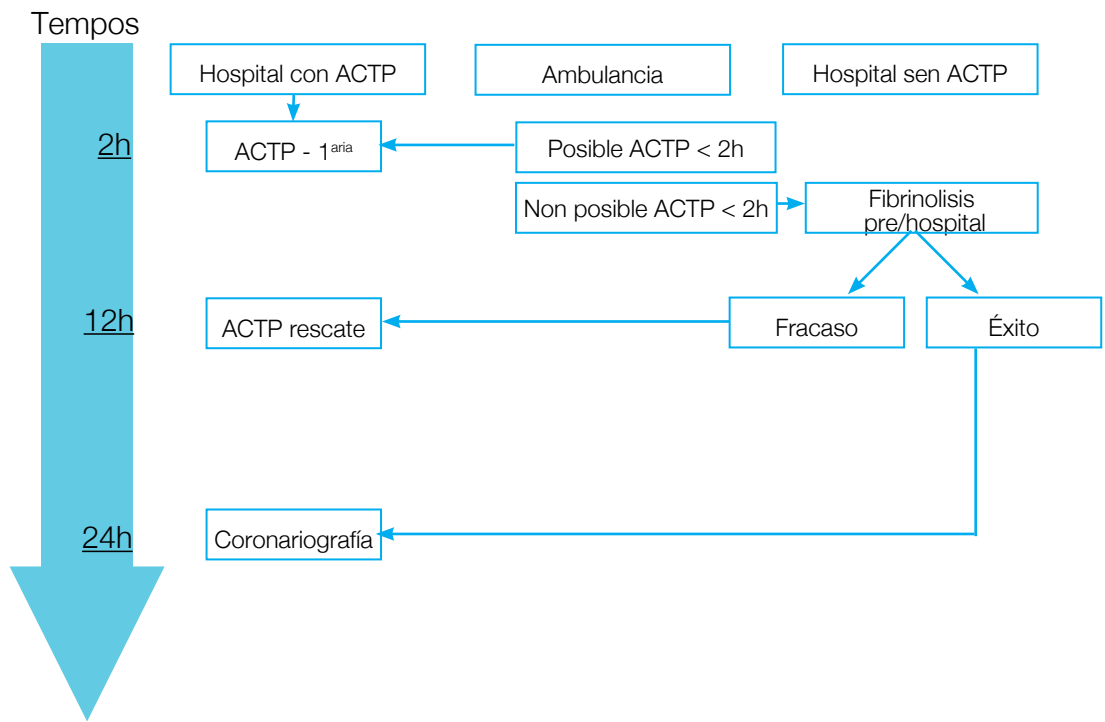 Tempos
Hospital con ACTP
Ambulancia
Hospital sen ACTP
2h
ACTP - 1aria
Posible ACTP < 2h
Non posible ACTP < 2h
Fibrinolisis
pre/hospital
12h
ACTP rescate
Fracaso
Éxito
24h
Coronariografía